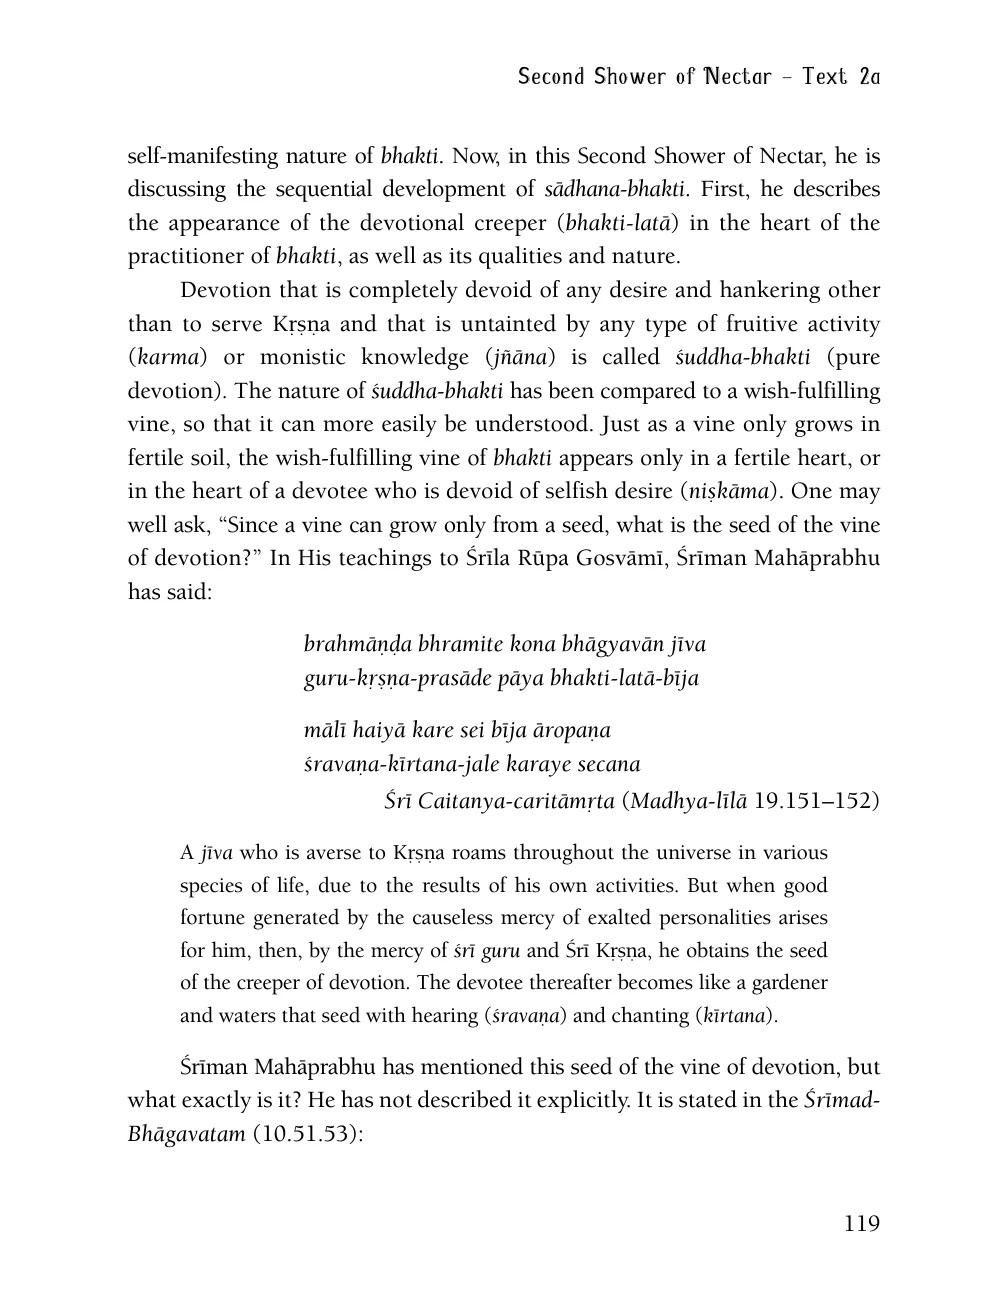 Second Shower of Nectar – Text 2a
self-manifesting nature of bhakti. Now, in this Second Shower of Nectar, he is
discussing the sequential development of sādhana-bhakti. First, he describes
the appearance of the devotional creeper (bhakti-latā) in the heart of the
practitioner of bhakti, as well as its qualities and nature.
Devotion that is completely devoid of any desire and hankering other
than to serve Kṛṣṇa and that is untainted by any type of fruitive activity
(karma) or monistic knowledge (jñāna) is called śuddha-bhakti (pure
devotion). The nature of śuddha-bhakti has been compared to a wish-fulfilling
vine, so that it can more easily be understood. Just as a vine only grows in
fertile soil, the wish-fulfilling vine of bhakti appears only in a fertile heart, or
in the heart of a devotee who is devoid of selfish desire (niṣkāma). One may
well ask, “Since a vine can grow only from a seed, what is the seed of the vine
of devotion?” In His teachings to Śrīla Rūpa Gosvāmī, Śrīman Mahāprabhu
has said:
brahmāṇḍa bhramite kona bhāgyavān jīva
guru-kṛṣṇa-prasāde pāya bhakti-latā-bīja
mālī haiyā kare sei bīja āropaṇa
śravaṇa-kīrtana-jale karaye secana
Śrī Caitanya-caritāmṛta (Madhya-līlā 19.151–152)
A jīva who is averse to Kṛṣṇa roams throughout the universe in various
species of life, due to the results of his own activities. But when good
fortune generated by the causeless mercy of exalted personalities arises
for him, then, by the mercy of śrī guru and Śrī Kṛṣṇa, he obtains the seed
of the creeper of devotion. The devotee thereafter becomes like a gardener
and waters that seed with hearing (śravaṇa) and chanting (kīrtana).
Śrīman Mahāprabhu has mentioned this seed of the vine of devotion, but
what exactly is it? He has not described it explicitly. It is stated in the Śrīmad-
Bhāgavatam (10.51.53):
119